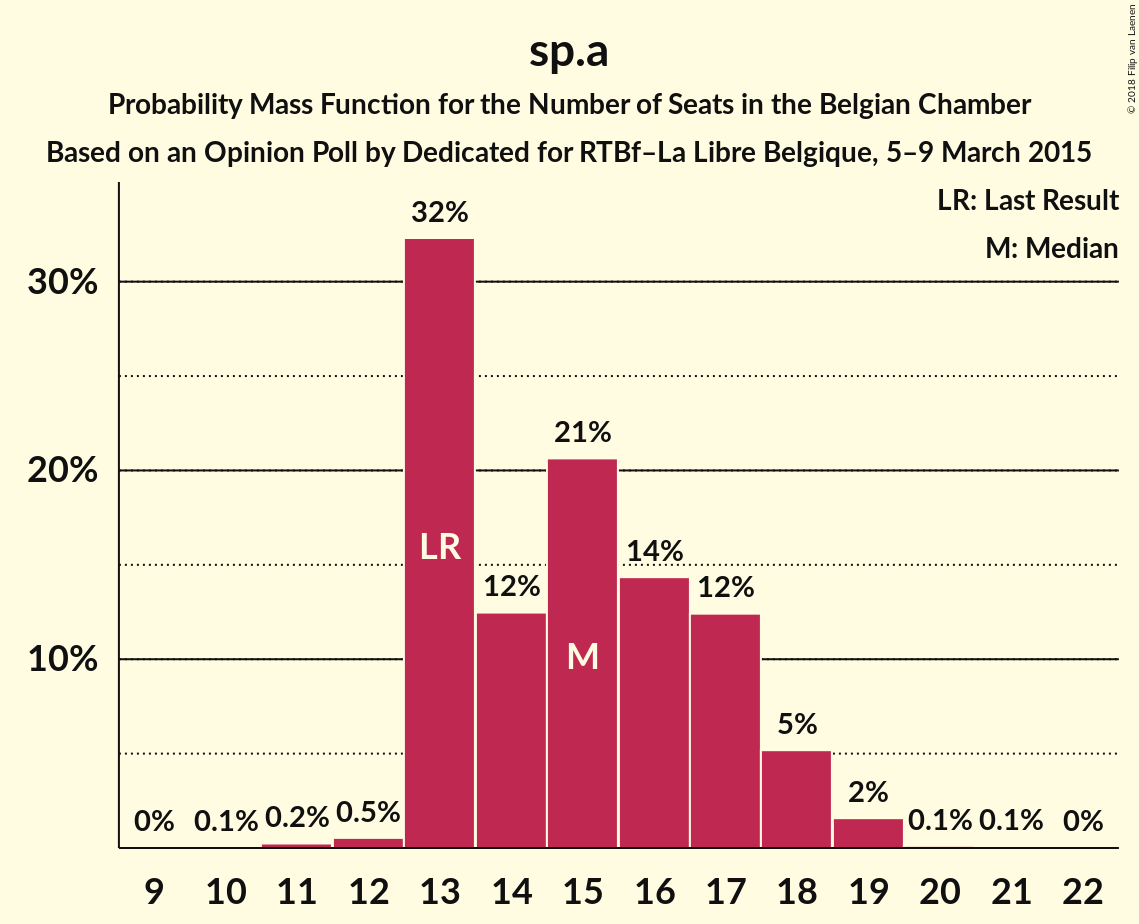 sp.a
Probability Mass Function for the Number of Seats in the Belgian Chamber
Based on an Opinion Poll by Dedicated for RTBf–La Libre Belgique, 5–9 March 2015
© 2018 Filip van Laenen
LR: Last Result
M: Median
30%
20%
10%
0%
0.1%
0.2%
0.5%
32%
12%
21%
14%
12%
5%
2%
0.1%
0.1%
0%
LR
M
9 10 11 12 13 14 15 16 17 18 19 20 21 22